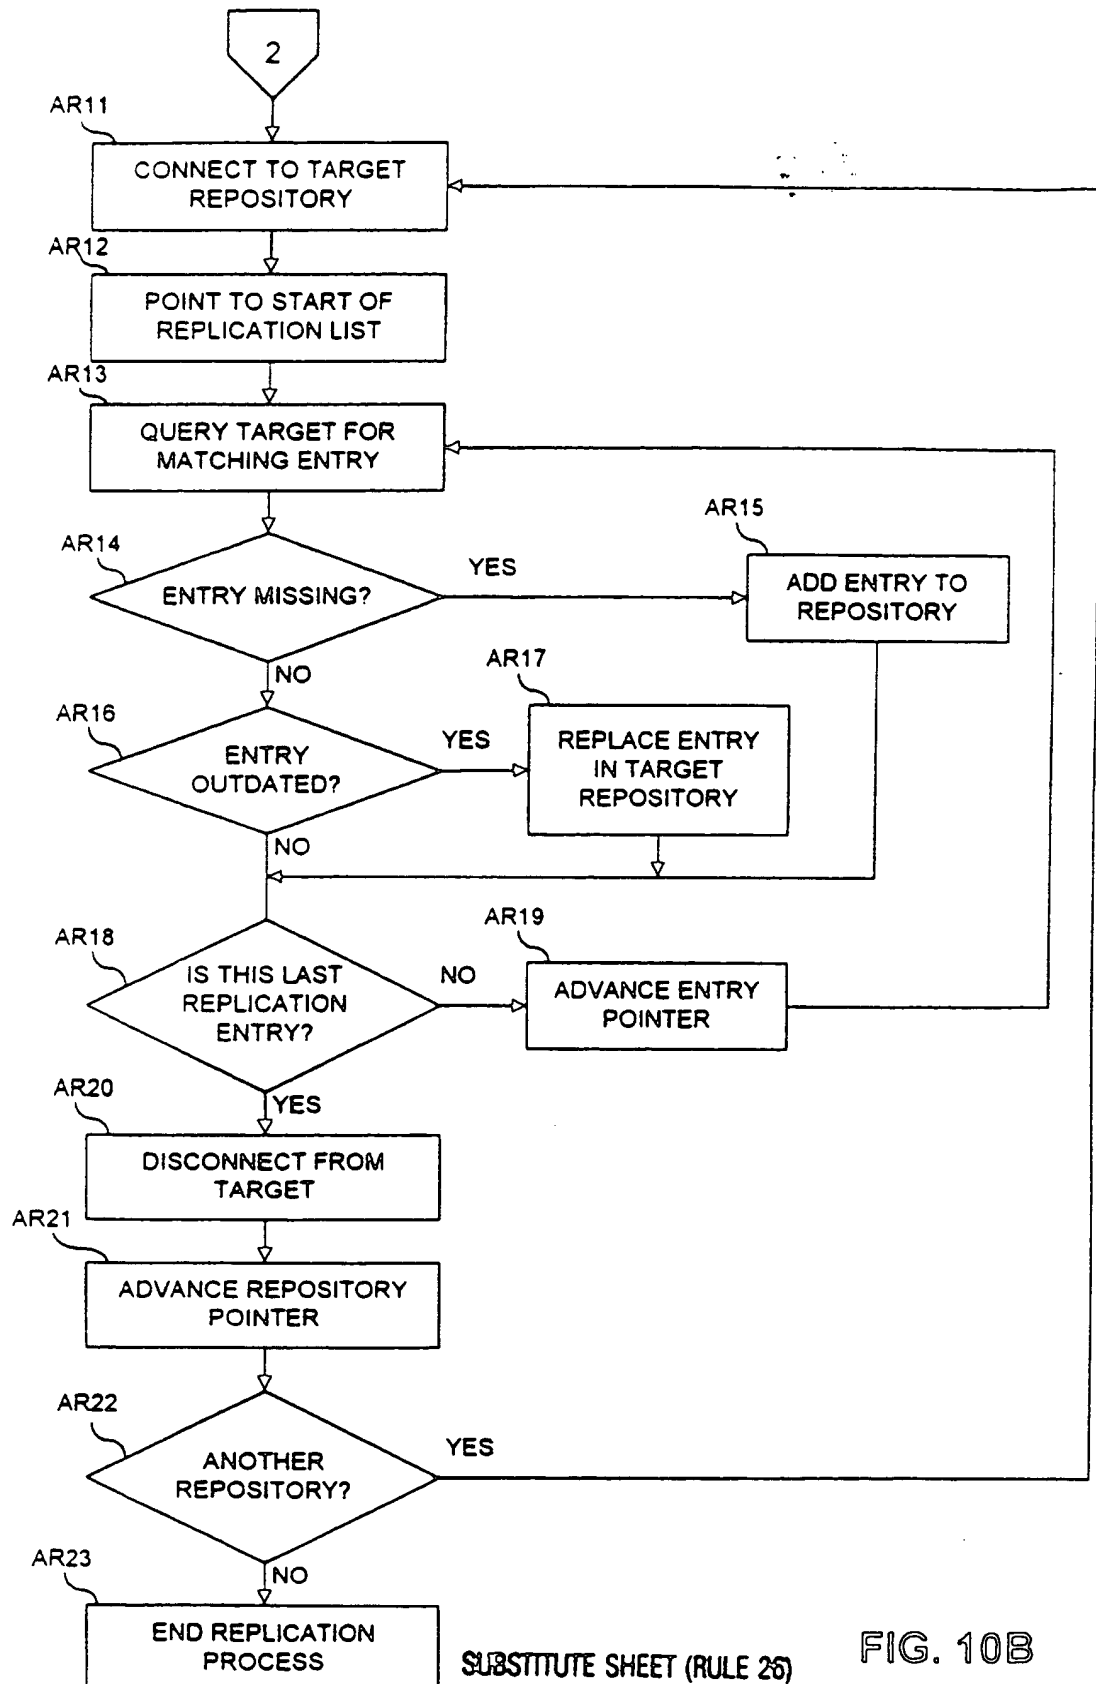 2
AR11
CONNECT TO TARGET
REPOSITORY
AR12
POINT TO START OF
REPLICATION LIST
AR13
QUERY TARGET FOR
MATCHING ENTRY
AR14
ENTRY MISSING?
YES
AR15
ADD ENTRY TO
REPOSITORY
NO
AR16
ENTRY
OUTDATED?
YES
AR17
REPLACE ENTRY
IN TARGET
REPOSITORY
NO
AR18
IS THIS LAST
REPLICATION
ENTRY?
NO
AR19
ADVANCE ENTRY
POINTER
YES
AR20
DISCONNECT FROM
TARGET
AR21
ADVANCE REPOSITORY
POINTER
AR22
ANOTHER
REPOSITORY?
YES
NO
AR23
END REPLICATION
PROCESS
SUBSTITUTE SHEET (RULE 26)
FIG. 10B